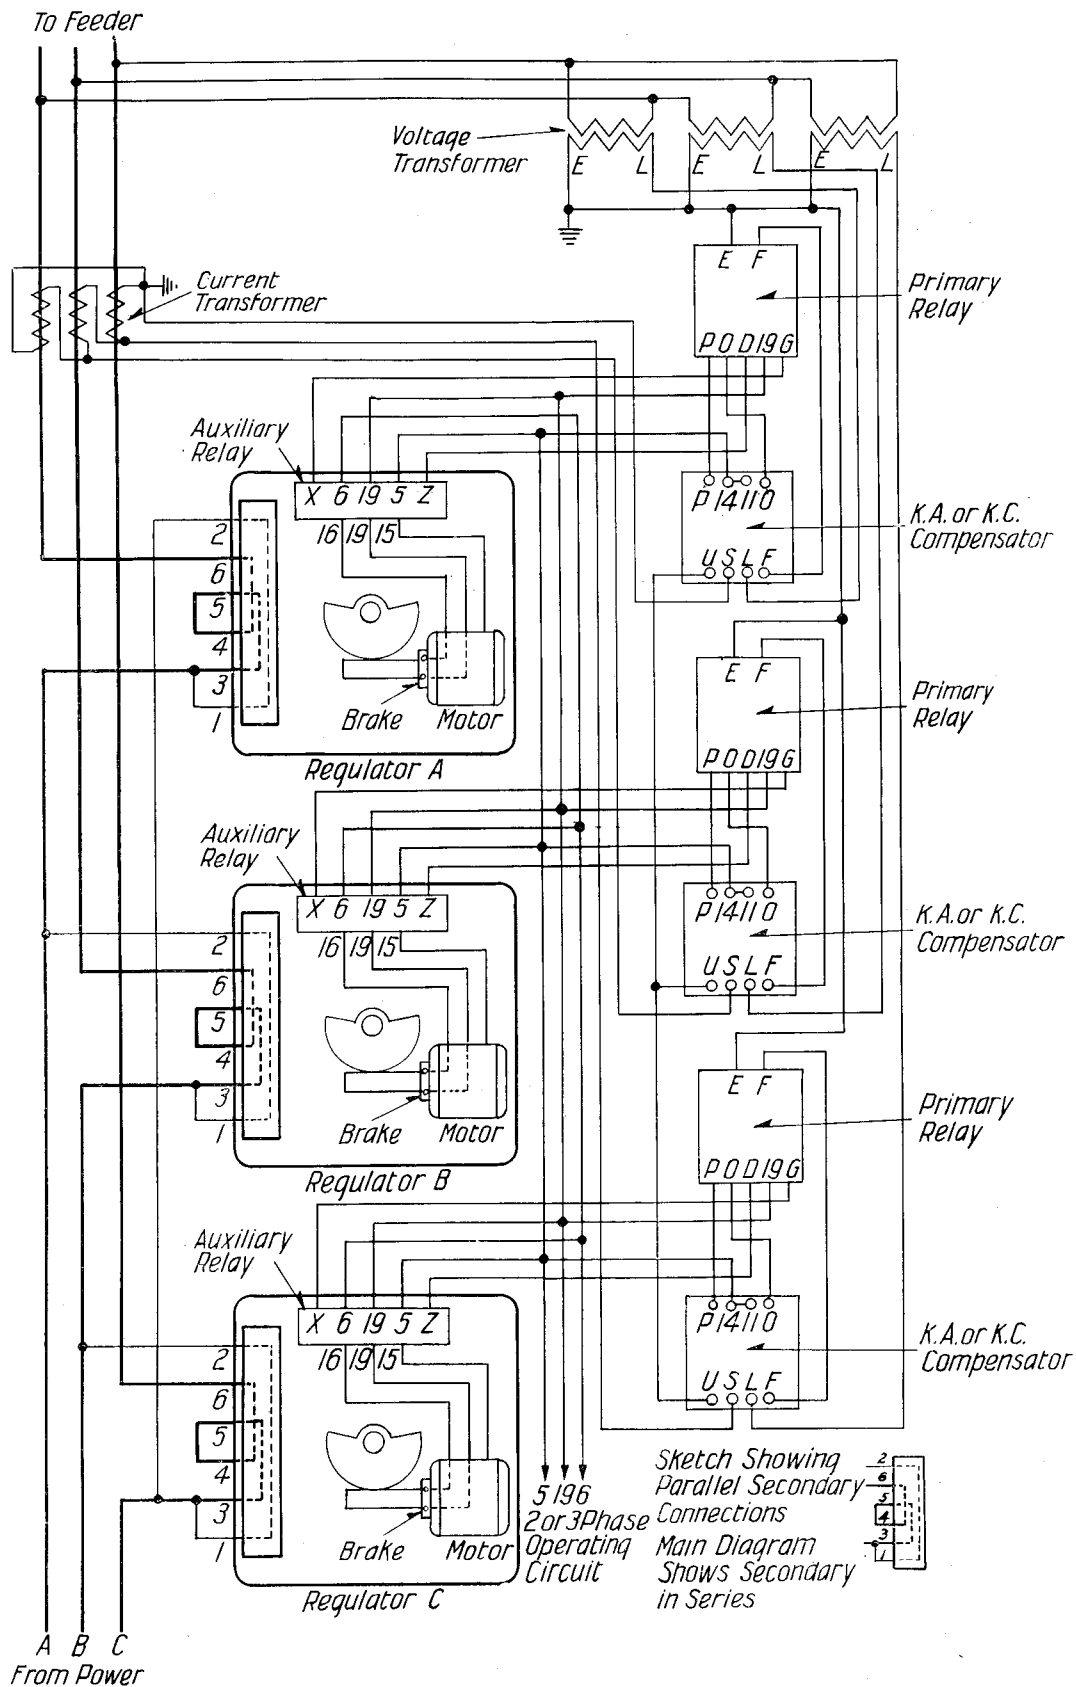 To Feeder
Voltage
Transformer
E L E L E L
Current
Transformer
E F
Primary
Relay
P O D 19 G
Auxiliary
Relay
X 6 19 5 Z
16 19 15
P 14 11 O
K.A. or K.C.
Compensator
U S L F
2
6
5
4
3
1
Brake Motor
Regulator A
E F
Primary
Relay
P O D 19 G
Auxiliary
Relay
X 6 19 5 Z
16 19 15
P 14 11 O
K.A. or K.C.
Compensator
U S L F
2
6
5
4
3
1
Brake Motor
Regulator B
E F
Primary
Relay
P O D 19 G
Auxiliary
Relay
X 6 19 5 Z
16 19 15
P 14 11 O
K.A. or K.C.
Compensator
U S L F
2
6
5
4
3
1
Brake Motor
Regulator C
5 19 6
2 or 3 Phase
Operating
Circuit
Sketch Showing
Parallel Secondary
Connections
Main Diagram
Shows Secondary
in Series
2
6
5
4
3
1
A B C
From Power